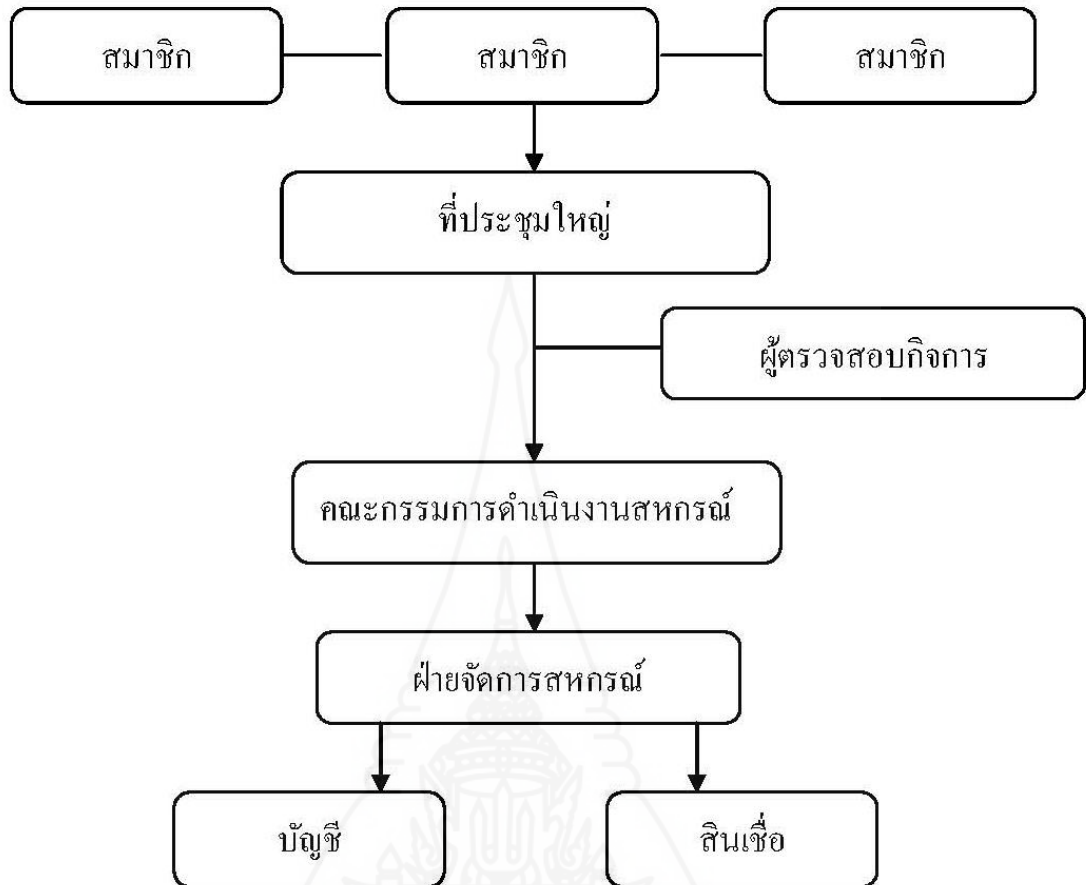 สมาชิก
สมาชิก
สมาชิก
ที่ประชุมใหญ่
ผู้ตรวจสอบกิจการ
คณะกรรมการดำเนินงานสหกรณ์
ฝ่ายจัดการสหกรณ์
บัญชี
สินเชื่อ